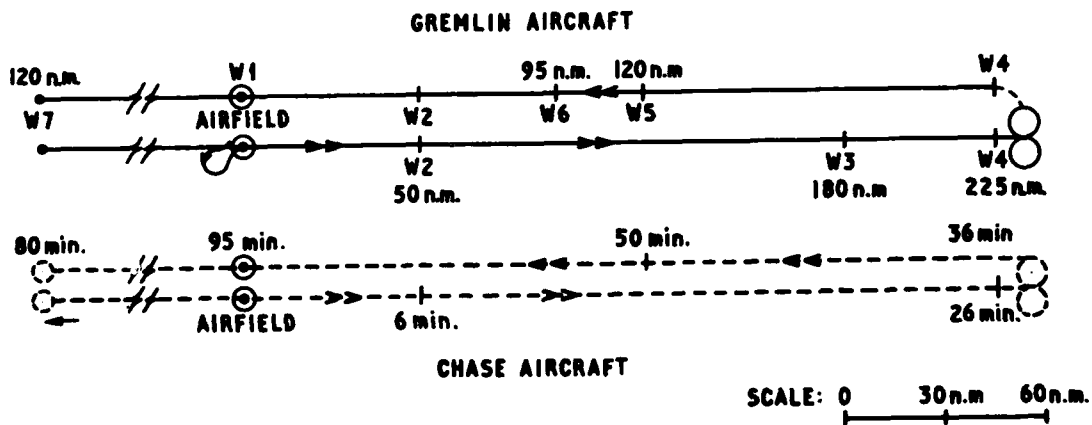 GREMLIN AIRCRAFT
120 n.m. W1 95 n.m. 120 n.m W4
W7 AIRFIELD W2 W6 W5
W2 W3 W4
50 n.m. 180 n.m 225 n.m.
80 min. 95 min. 50 min. 36 min
AIRFIELD 6 min. 26 min.
CHASE AIRCRAFT
SCALE: 0 30 n.m 60 n.m.